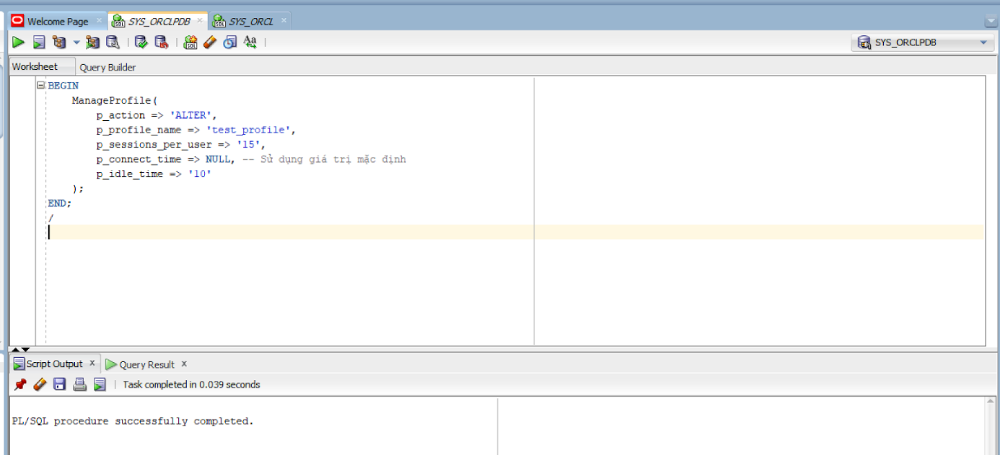 Welcome Page
SYS_ORCLPDB
SYS_ORCL
SYS_ORCLPDB
Worksheet
Query Builder
BEGIN
ManageProfile(
p_action => 'ALTER',
p_profile_name => 'test_profile',
p_sessions_per_user => '15',
p_connect_time => NULL, -- Sử dụng giá trị mặc định
p_idle_time => '10'
);
END;
/
Script Output
Query Result
Task completed in 0.039 seconds
PL/SQL procedure successfully completed.